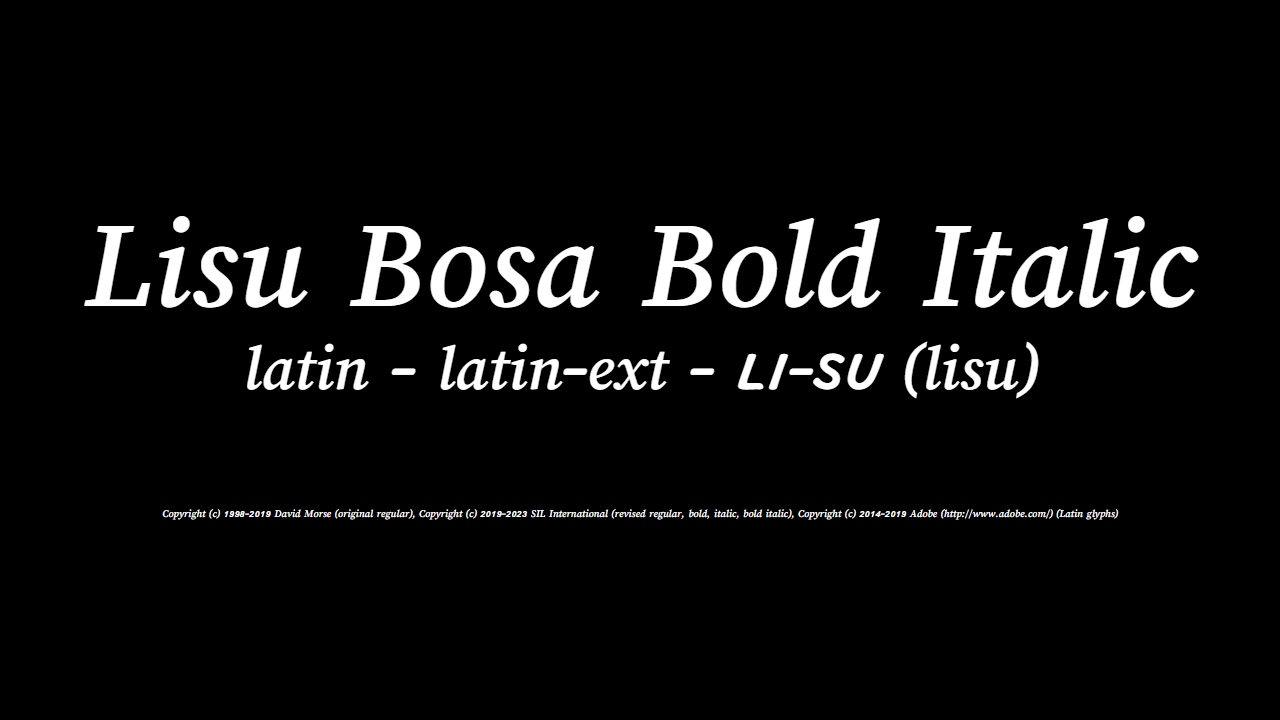 Lisu Bosa Bold Italic
latin - latin-ext - ꓡꓲ-ꓢꓴ (lisu)
Copyright (c) 1998-2019 David Morse (original regular), Copyright (c) 2019-2023 SIL International (revised regular, bold, italic, bold italic), Copyright (c) 2014-2019 Adobe (http://www.adobe.com/) (Latin glyphs)